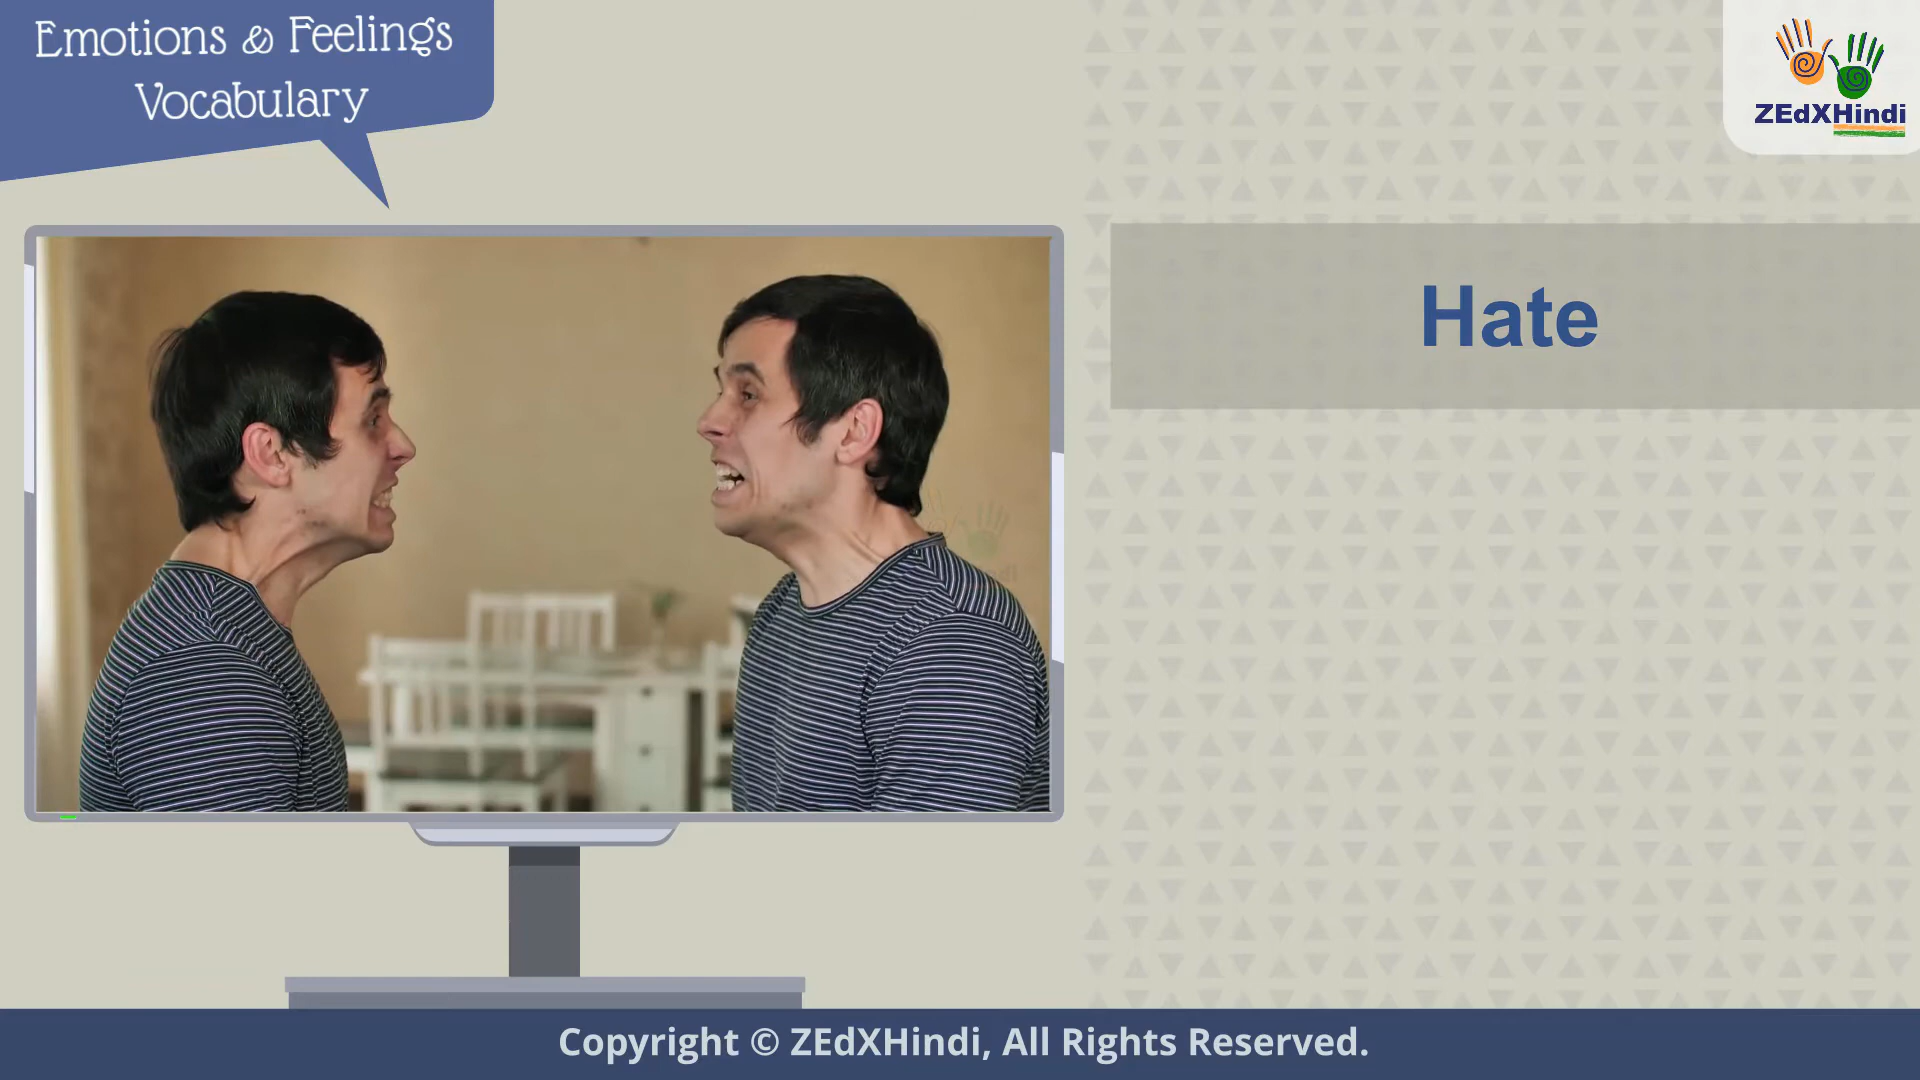 Emotions & Feelings
Vocabulary
ZEdXHindi
Hate
Copyright © ZEdXHindi, All Rights Reserved.